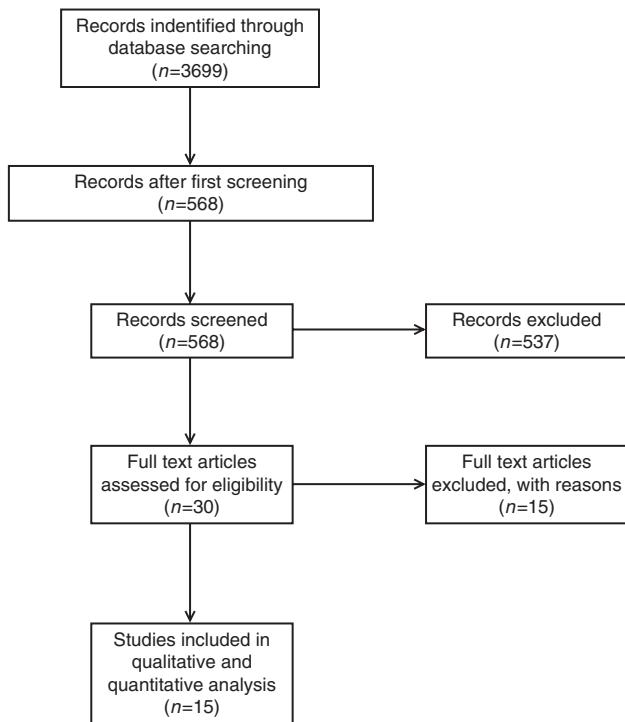 Records indentified through
database searching
(n=3699)
Records after first screening
(n=568)
Records screened
(n=568)
Records excluded
(n=537)
Full text articles
assessed for eligibility
(n=30)
Full text articles
excluded, with reasons
(n=15)
Studies included in
qualitative and
quantitative analysis
(n=15)